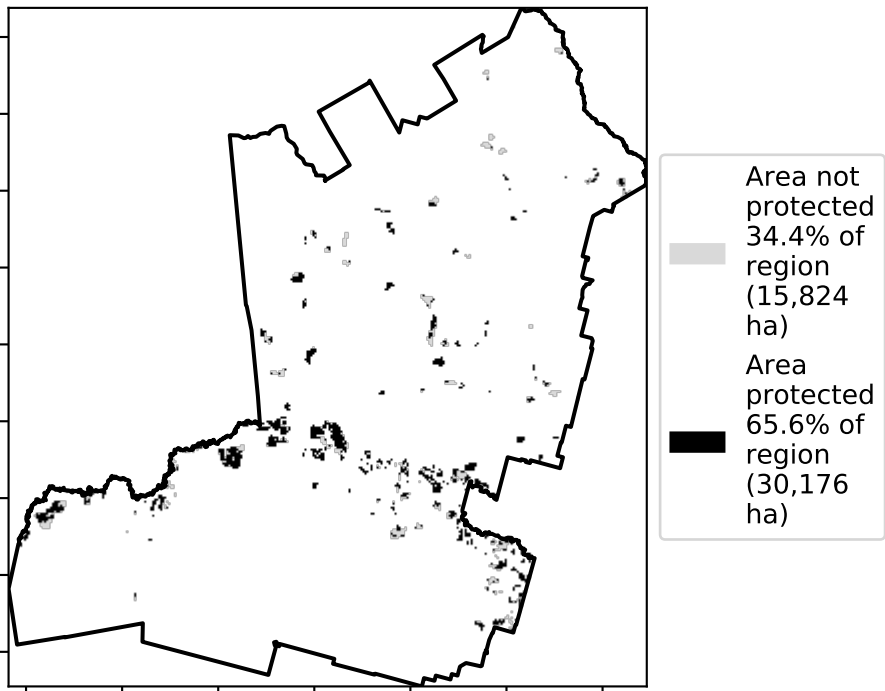 Area not
protected
34.4% of
region
(15,824
ha)
Area
protected
65.6% of
region
(30,176
ha)